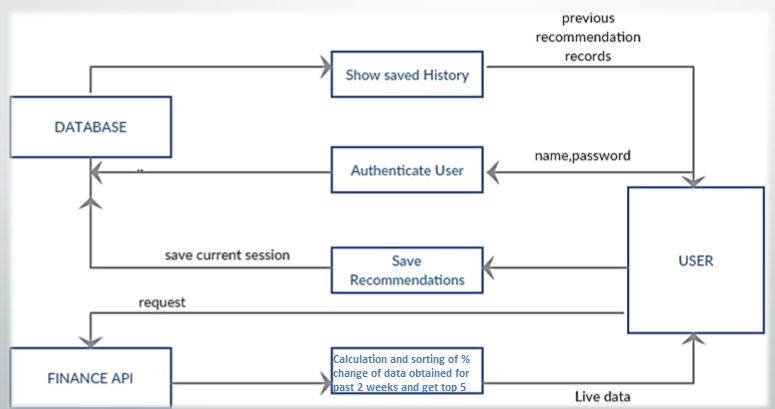 previous
recommendation
records
Show saved History
DATABASE
name,password
Authenticate User
save current session
Save
Recommendations
USER
request
FINANCE API
Calculation and sorting of %
change of data obtained for
past 2 weeks and get top 5
Live data